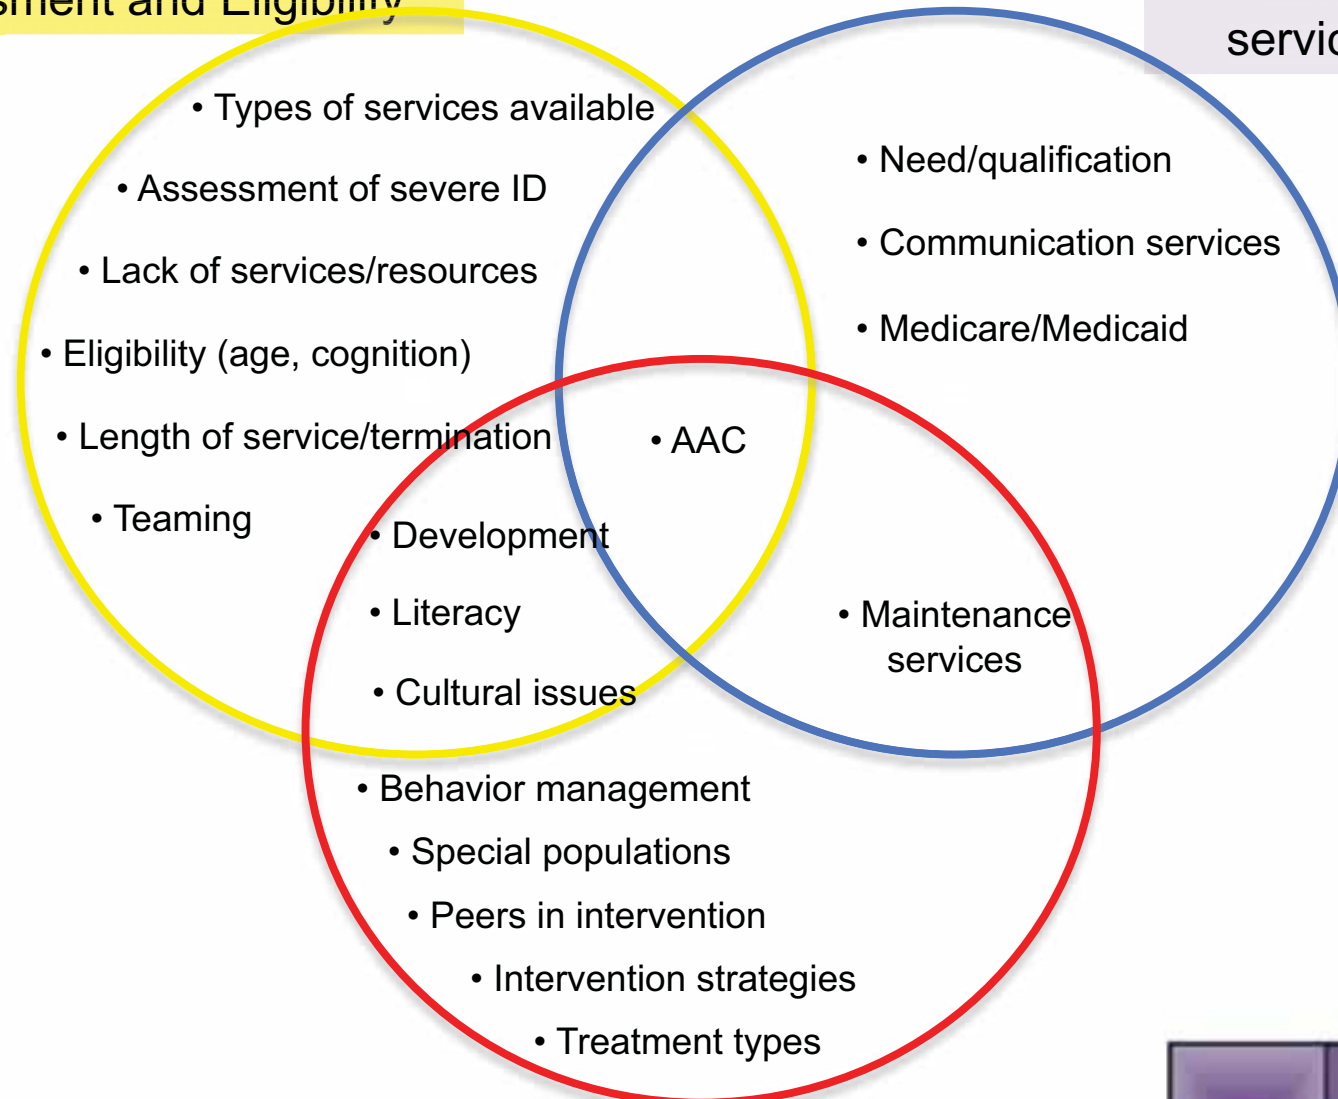 and Eligibility
• Types of services available
• Assessment of severe ID
• Lack of services/resources
• Eligibility (age, cognition)
• Length of service/termination
• Teaming
• Need/qualification
• Communication services
• Medicare/Medicaid
• AAC
• Development
• Literacy
• Cultural issues
• Maintenance
services
• Behavior management
• Special populations
• Peers in intervention
• Intervention strategies
• Treatment types